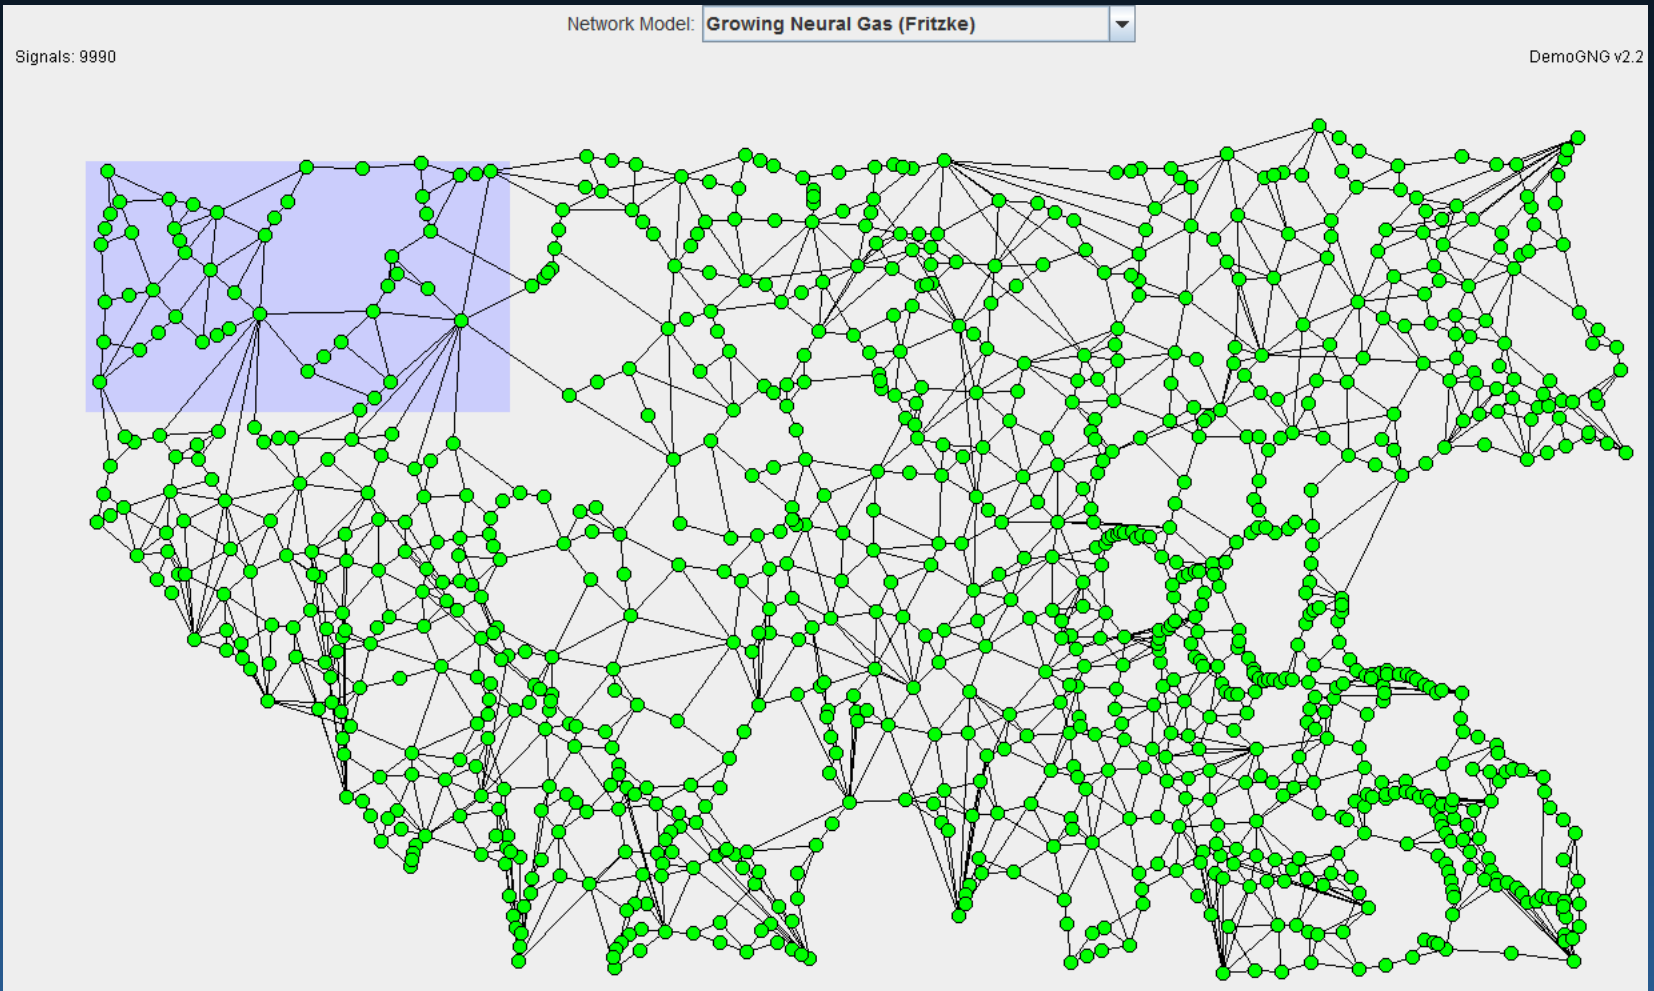 Network Model: Growing Neural Gas (Fritzke)
Signals: 9990
DemoGNG v2.2